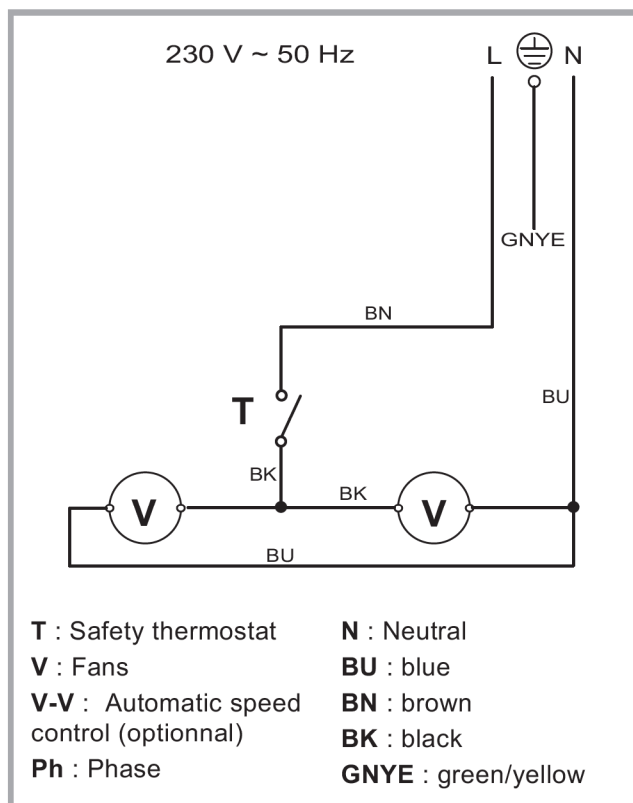 230 V ~ 50 Hz
L N
GNYE
BN
T
BU
BK
BK
V
V
BU
T : Safety thermostat
V : Fans
V-V : Automatic speed
control (optionnal)
Ph : Phase
N : Neutral
BU : blue
BN : brown
BK : black
GNYE : green/yellow